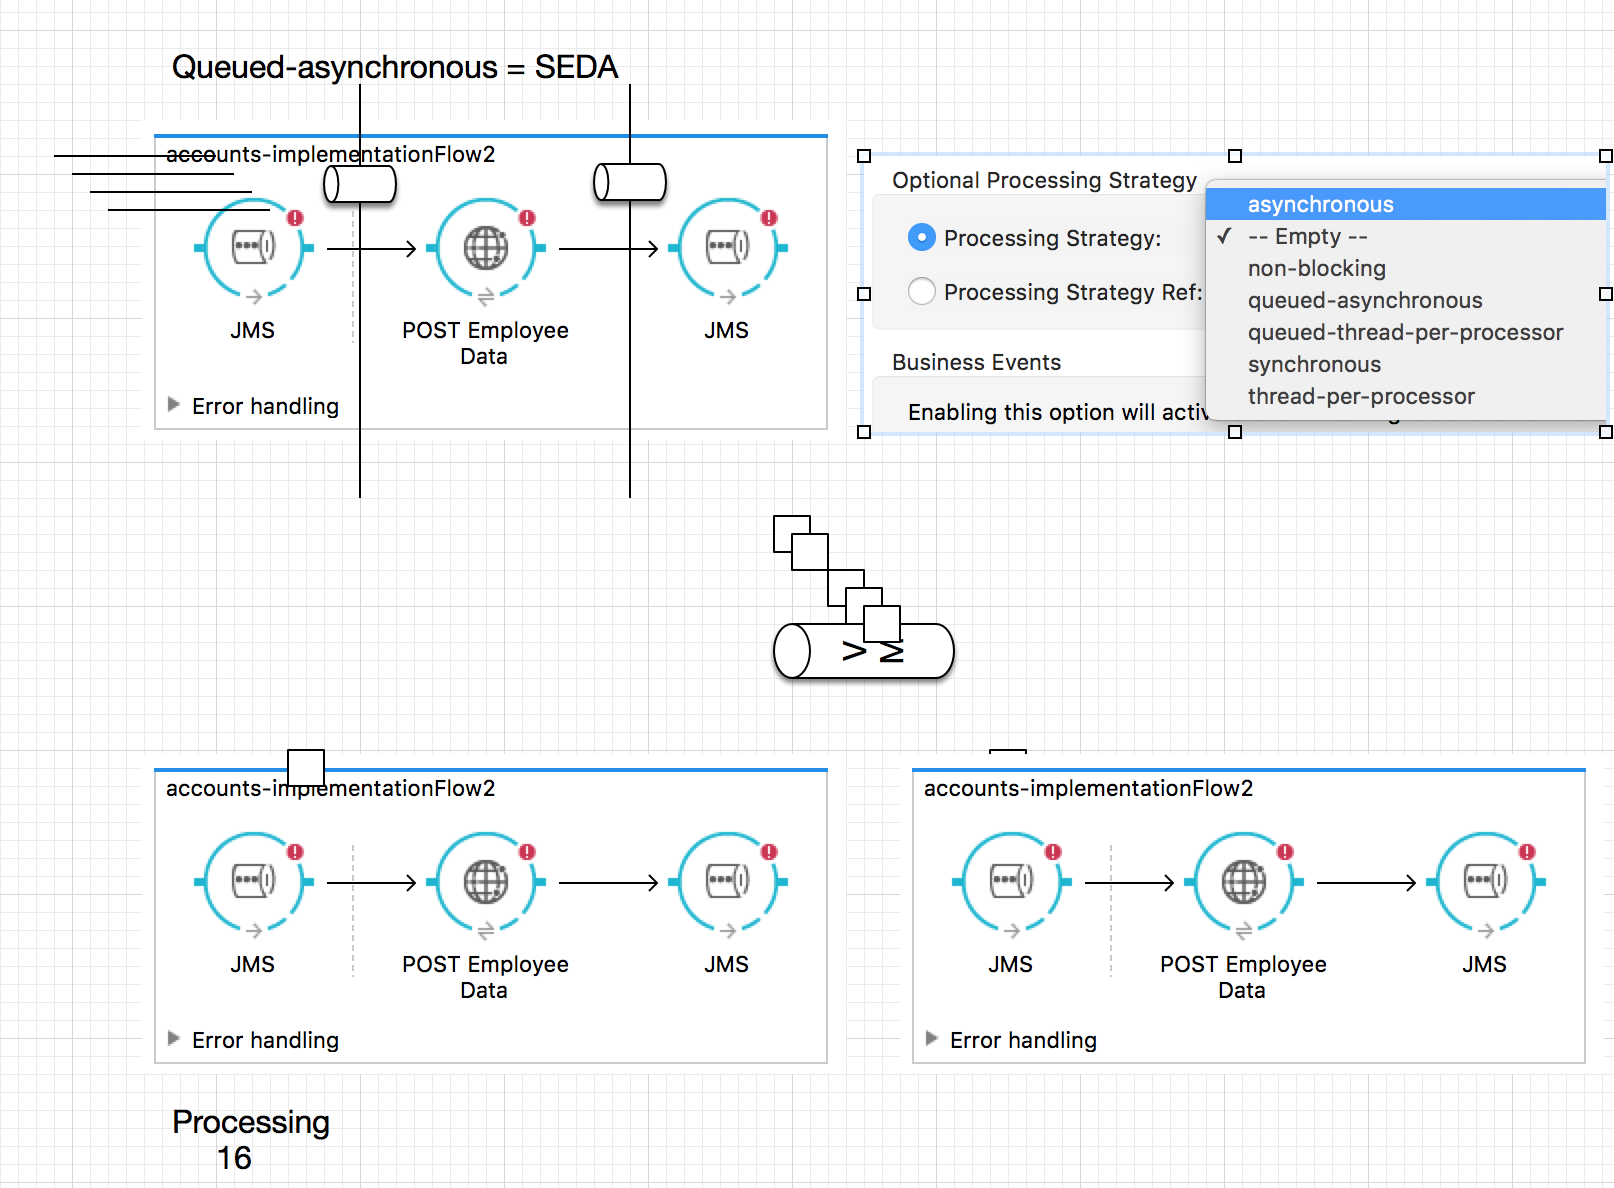 Queued-asynchronous = SEDA
accounts-implementationFlow2
JMS
POST Employee
Data
JMS
Error handling
Optional Processing Strategy
Processing Strategy:
Processing Strategy Ref:
Business Events
Enabling this option will activ
asynchronous
✓ -- Empty --
non-blocking
queued-asynchronous
queued-thread-per-processor
synchronous
thread-per-processor
V M
accounts-implementationFlow2
JMS
POST Employee
Data
JMS
Error handling
accounts-implementationFlow2
JMS
POST Employee
Data
JMS
Error handling
Processing
16